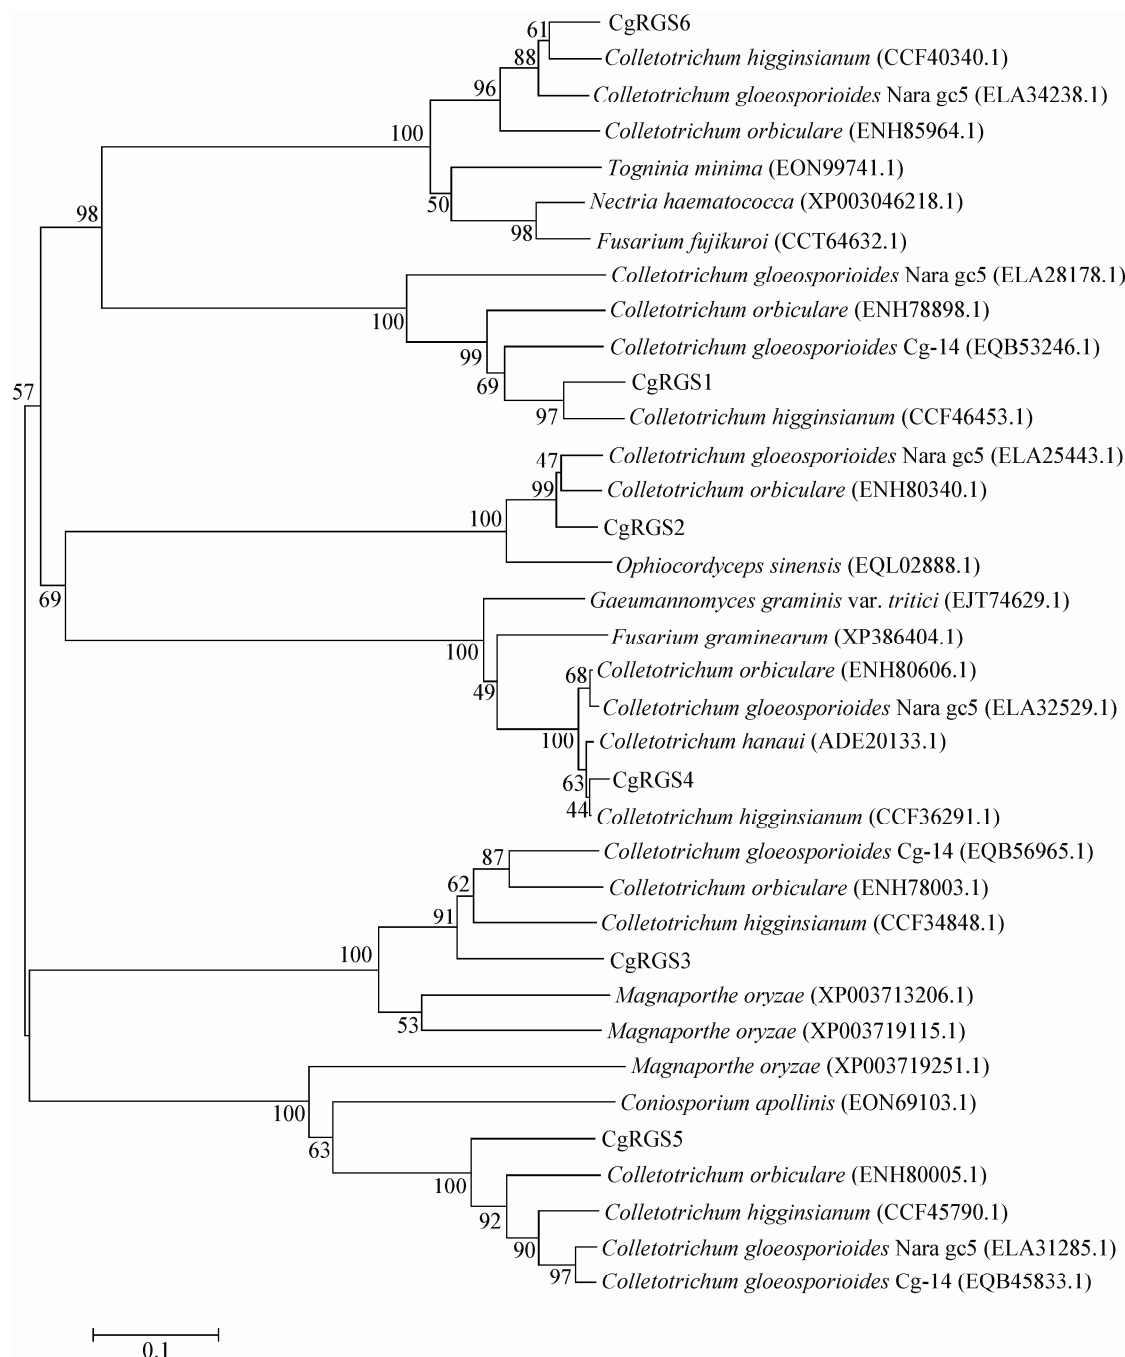 61
CgRGS6
88
Colletotrichum higginsianum (CCF40340.1)
96
Colletotrichum gloeosporioides Nara gc5 (ELA34238.1)
Colletotrichum orbiculare (ENH85964.1)
100
Togninia minima (EON99741.1)
50
Nectria haematococca (XP003046218.1)
98
98
Fusarium fujikuroi (CCT64632.1)
Colletotrichum gloeosporioides Nara gc5 (ELA28178.1)
100
Colletotrichum orbiculare (ENH78898.1)
99
Colletotrichum gloeosporioides Cg-14 (EQB53246.1)
69
CgRGS1
57
97
Colletotrichum higginsianum (CCF46453.1)
47
Colletotrichum gloeosporioides Nara gc5 (ELA25443.1)
99
Colletotrichum orbiculare (ENH80340.1)
100
CgRGS2
Ophiocordyceps sinensis (EQL02888.1)
69
Gaeumannomyces graminis var. tritici (EJT74629.1)
100
Fusarium graminearum (XP386404.1)
68
Colletotrichum orbiculare (ENH80606.1)
49
Colletotrichum gloeosporioides Nara gc5 (ELA32529.1)
100
Colletotrichum hanaui (ADE20133.1)
63
CgRGS4
44
Colletotrichum higginsianum (CCF36291.1)
87
Colletotrichum gloeosporioides Cg-14 (EQB56965.1)
62
Colletotrichum orbiculare (ENH78003.1)
91
Colletotrichum higginsianum (CCF34848.1)
100
CgRGS3
Magnaporthe oryzae (XP003713206.1)
53
Magnaporthe oryzae (XP003719115.1)
Magnaporthe oryzae (XP003719251.1)
100
Coniosporium apollinis (EON69103.1)
63
CgRGS5
100
Colletotrichum orbiculare (ENH80005.1)
92
Colletotrichum higginsianum (CCF45790.1)
90
Colletotrichum gloeosporioides Nara gc5 (ELA31285.1)
97
Colletotrichum gloeosporioides Cg-14 (EQB45833.1)
0.1